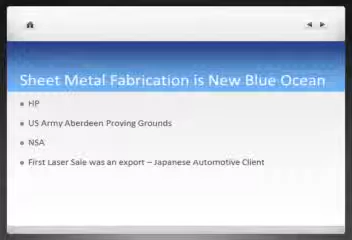 Sheet Metal Fabrication is New Blue Ocean
HP
US Army Aberdeen Proving Grounds
NSA
First Laser Sale was an export – Japanese Automotive Client